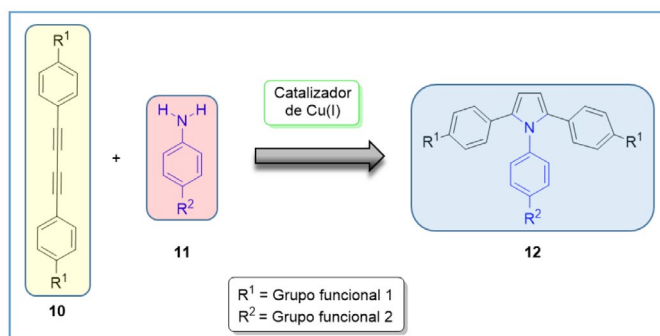 R¹
R¹
10
+
H
H
N
R²
11
Catalizador
de Cu(I)
R¹
N
R¹
R²
12
R¹ = Grupo funcional 1
R² = Grupo funcional 2